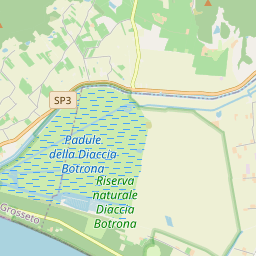 SP3
Padule
della Diaccia
Botrona
Riserva
naturale
Diaccia
Botrona
Grosseto